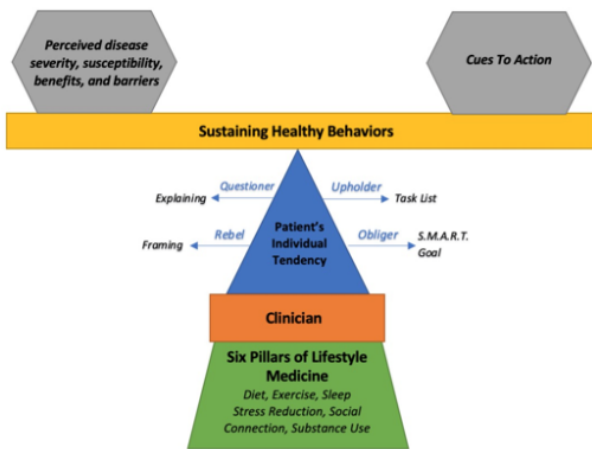 Perceived disease
severity, susceptibility,
benefits, and barriers
Cues To Action
Sustaining Healthy Behaviors
Questioner
Upholder
Explaining
Task List
Patient's
Individual
Tendency
Rebel
Obliger
Framing
S.M.A.R.T.
Goal
Clinician
Six Pillars of Lifestyle
Medicine
Diet, Exercise, Sleep
Stress Reduction, Social
Connection, Substance Use